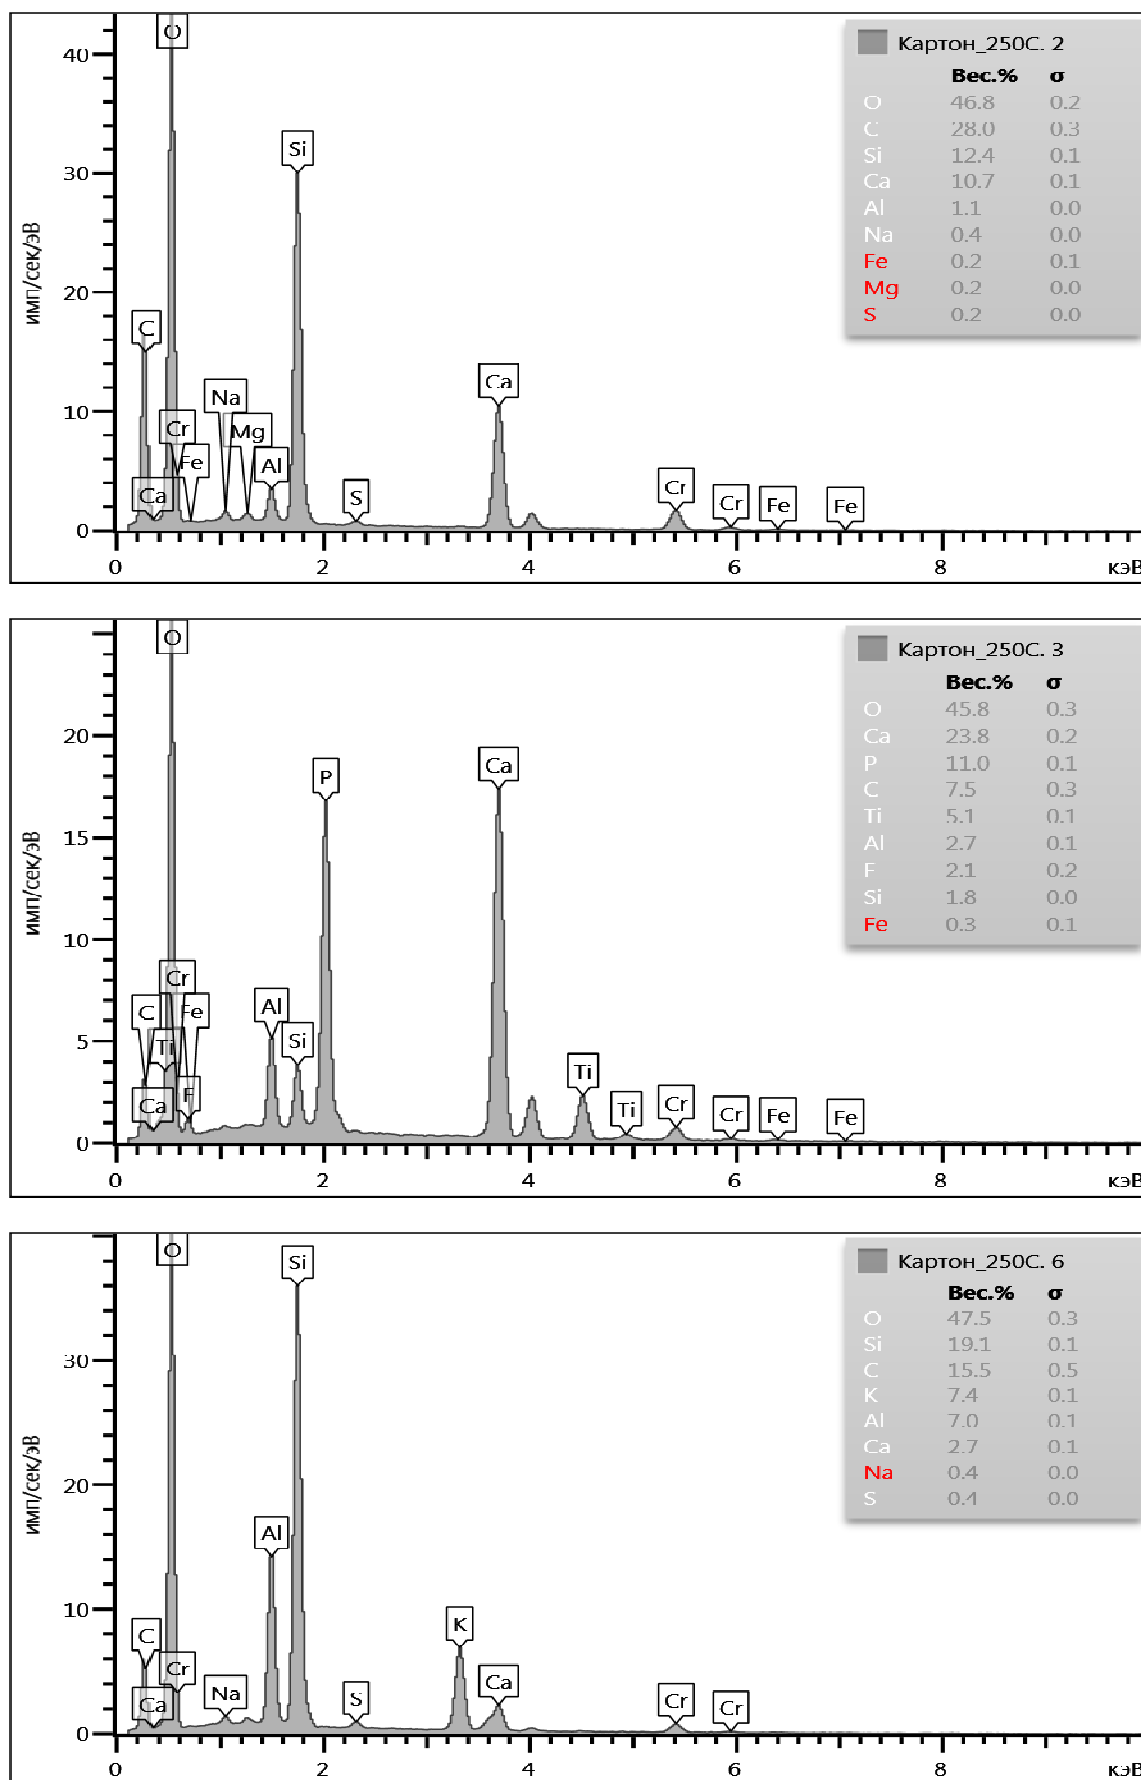 имп/сек/эВ
40
30
20
10
0
O
Si
C
Ca
Na
Cr
Mg
Fe
Al
Ca
S
Cr
Cr
Fe
Fe
0 2 4 6 8 кэВ
Картон_250C. 2
Вес.% σ
O 46.8 0.2
C 28.0 0.3
Si 12.4 0.1
Ca 10.7 0.1
Al 1.1 0.0
Na 0.4 0.0
Fe 0.2 0.1
Mg 0.2 0.0
S 0.2 0.0
имп/сек/эВ
20
15
10
5
0
O
P
Ca
Cr
C
Fe
Al
Ti
Si
F
Ca
Ti
Ti
Cr
Cr
Fe
Fe
0 2 4 6 8 кэВ
Картон_250C. 3
Вес.% σ
O 45.8 0.3
Ca 23.8 0.2
P 11.0 0.1
C 7.5 0.3
Ti 5.1 0.1
Al 2.7 0.1
F 2.1 0.2
Si 1.8 0.0
Fe 0.3 0.1
имп/сек/эВ
30
20
10
0
O
Si
Al
C
K
Cr
Ca
Na
Ca
S
Cr
Cr
0 2 4 6 8 кэВ
Картон_250C. 6
Вес.% σ
O 47.5 0.3
Si 19.1 0.1
C 15.5 0.5
K 7.4 0.1
Al 7.0 0.1
Ca 2.7 0.1
Na 0.4 0.0
S 0.4 0.0